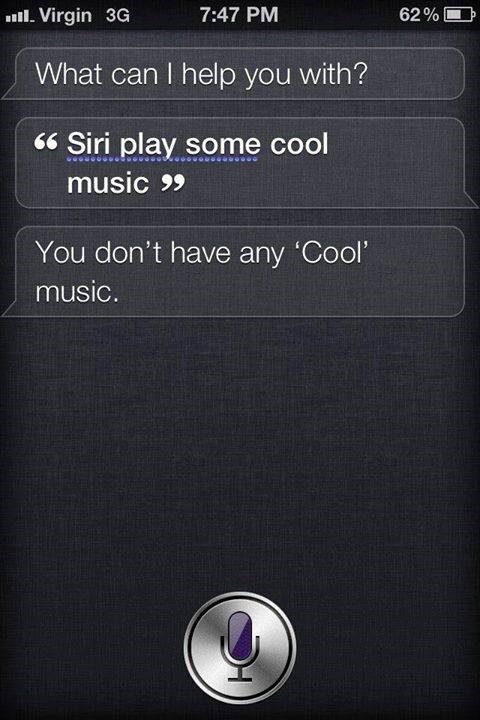 Virgin 3G 7:47 PM 62%
What can I help you with?
“ Siri play some cool
music ”
You don’t have any ‘Cool’
music.